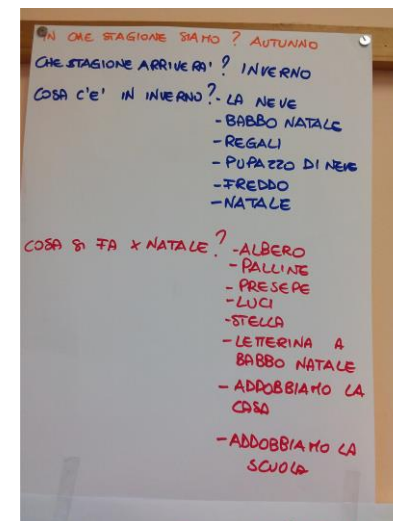 IN CHE STAGIONE SIAMO? AUTUNNO
CHE STAGIONE ARRIVERA'? INVERNO
COSA C'E' IN INVERNO? - LA NEVE
- BABBO NATALE
- REGALI
- PUPAZZO DI NEVE
- FREDDO
- NATALE
COSA SI FA X NATALE? - ALBERO
- PALLINE
- PRESEPE
- LUCI
- STELLA
- LETTERINA A
BABBO NATALE
- ADDOBBIAMO LA
CASA
- ADDOBBIAMO LA
SCUOLA